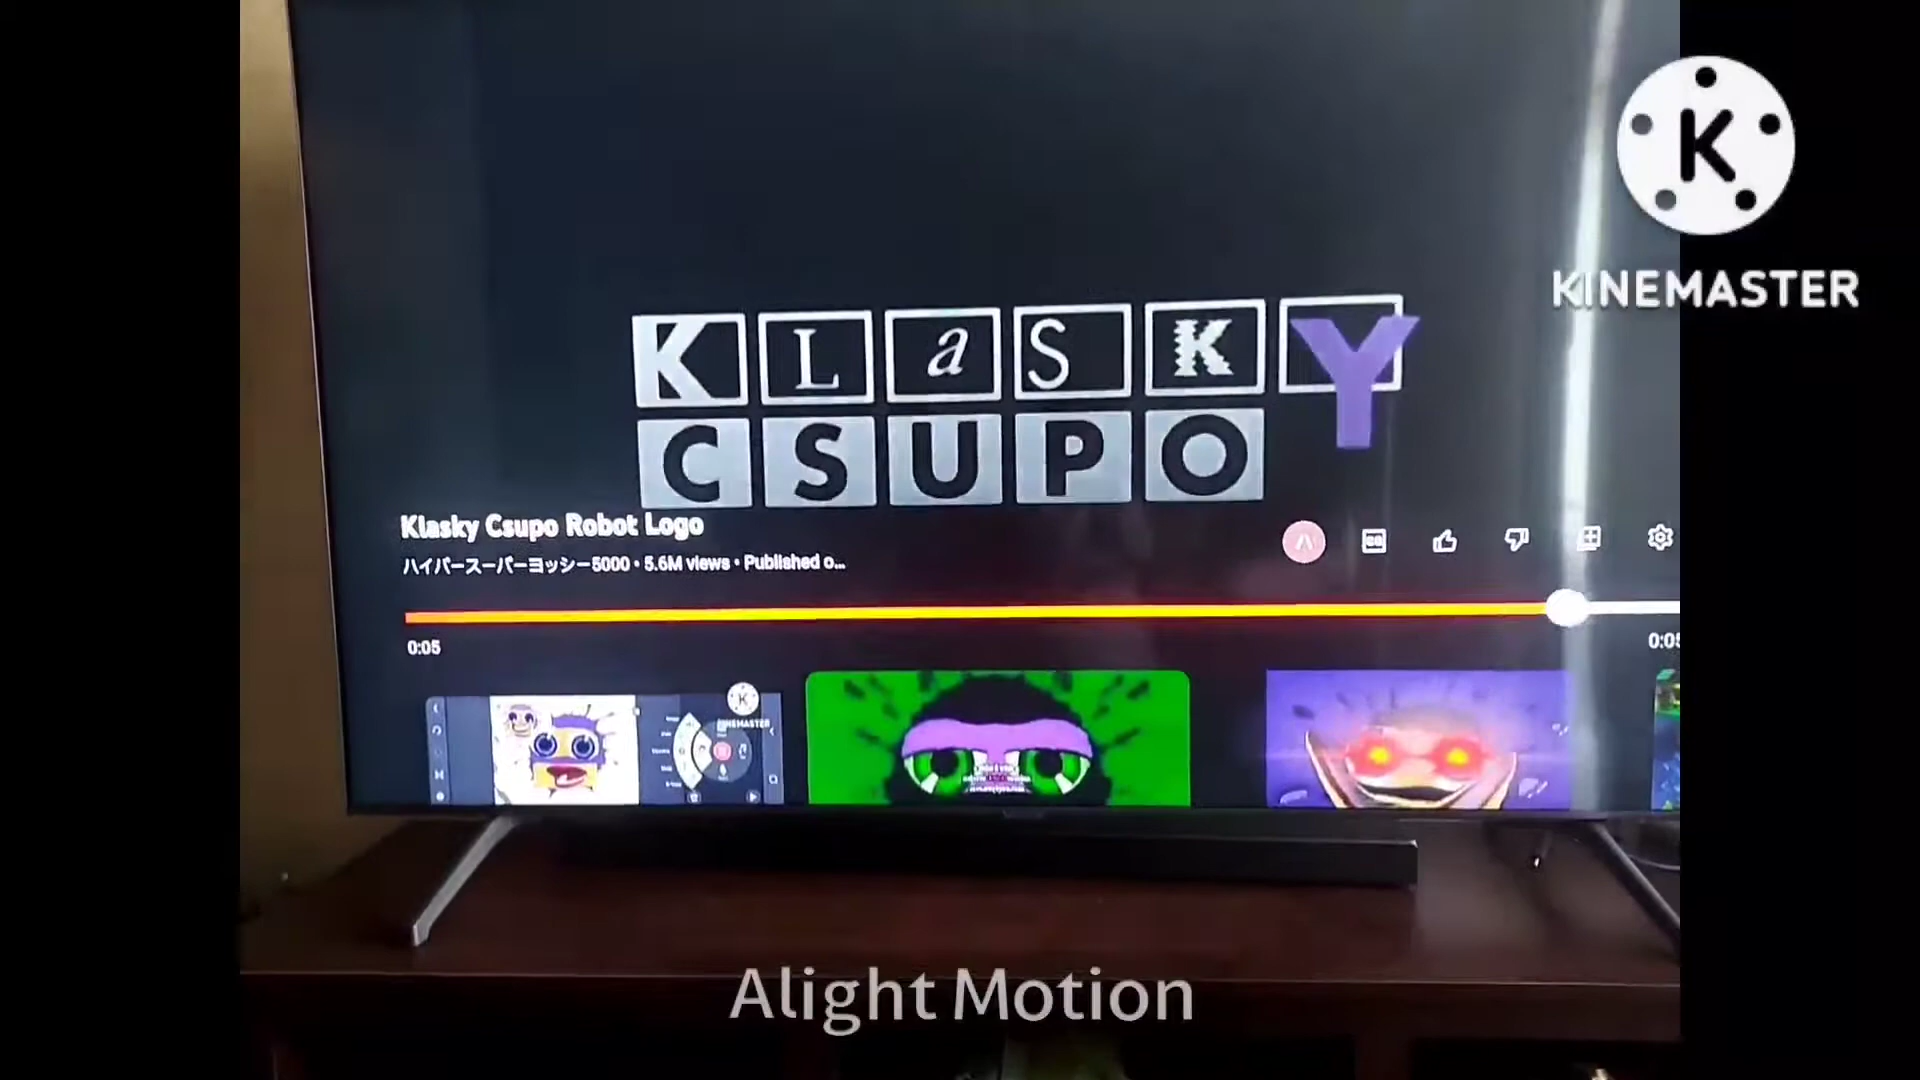 K
KINEMASTER
KLaSKY
CSUPO
Klasky Csupo Robot Logo
ハイパースーパーヨッシー5000 • 5.6M views • Published o...
0:05
0:05
K
KINEMASTER
Alight Motion